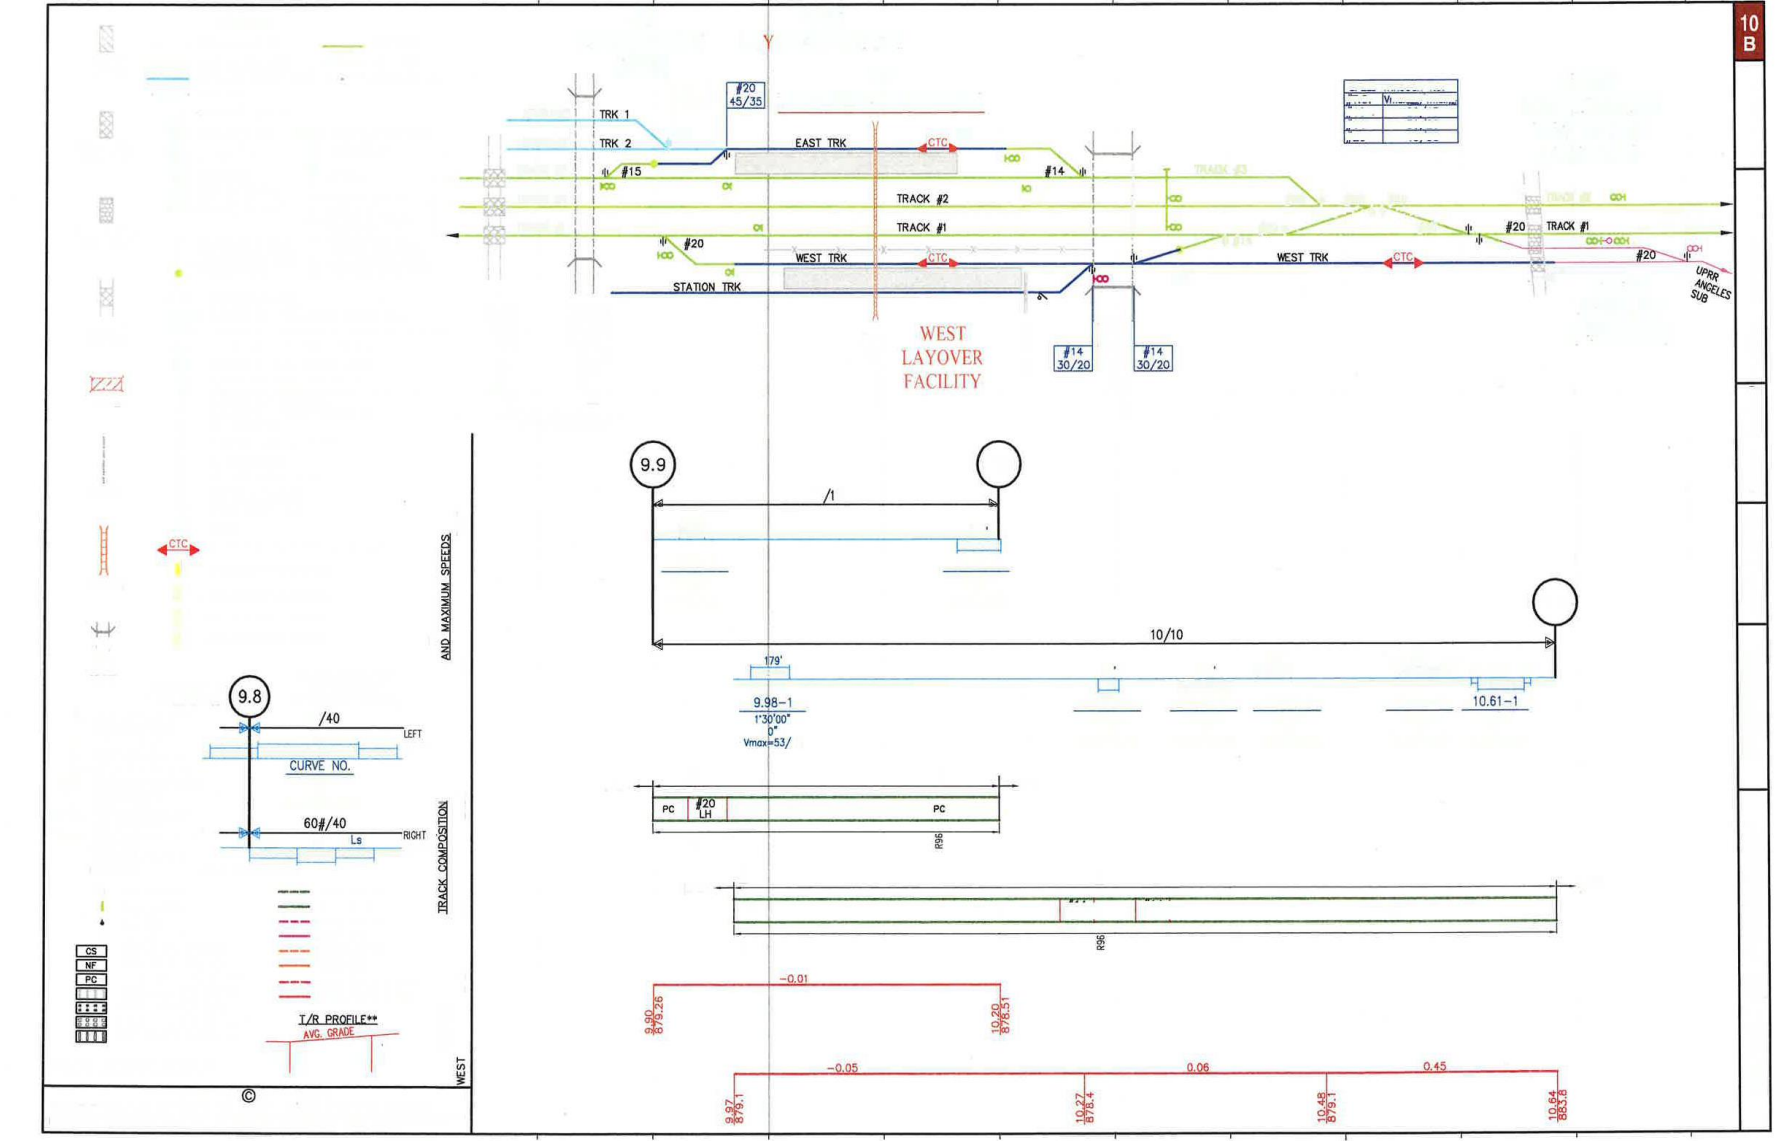 10
B
Y
#20
45/35
TRK 1
TRK 2
EAST TRK
CTC
#15
#14
TRACK #3
TRACK #2
TRACK #2
TRACK #1
#20
TRACK #1
#20
WEST TRK
CTC
WEST TRK
CTC
#20
STATION TRK
UPRR
ANGELES
SUB
WEST
LAYOVER
FACILITY
#14
30/20
#14
30/20
9.9
/1
10/10
179'
9.98-1
1°30'00"
0"
Vmax=53/
10.61-1
CTC
AND MAXIMUM SPEEDS
9.8
/40
LEFT
CURVE NO.
60#/40
RIGHT
Ls
TRACK COMPOSITION
PC
#20
LH
PC
R96
R96
CS
NF
PC
T/R PROFILE**
AVG. GRADE
WEST
©
-0.01
9.90
879.26
10.20
878.51
-0.05
0.06
0.45
9.97
879.1
10.27
878.4
10.48
879.1
10.64
883.8